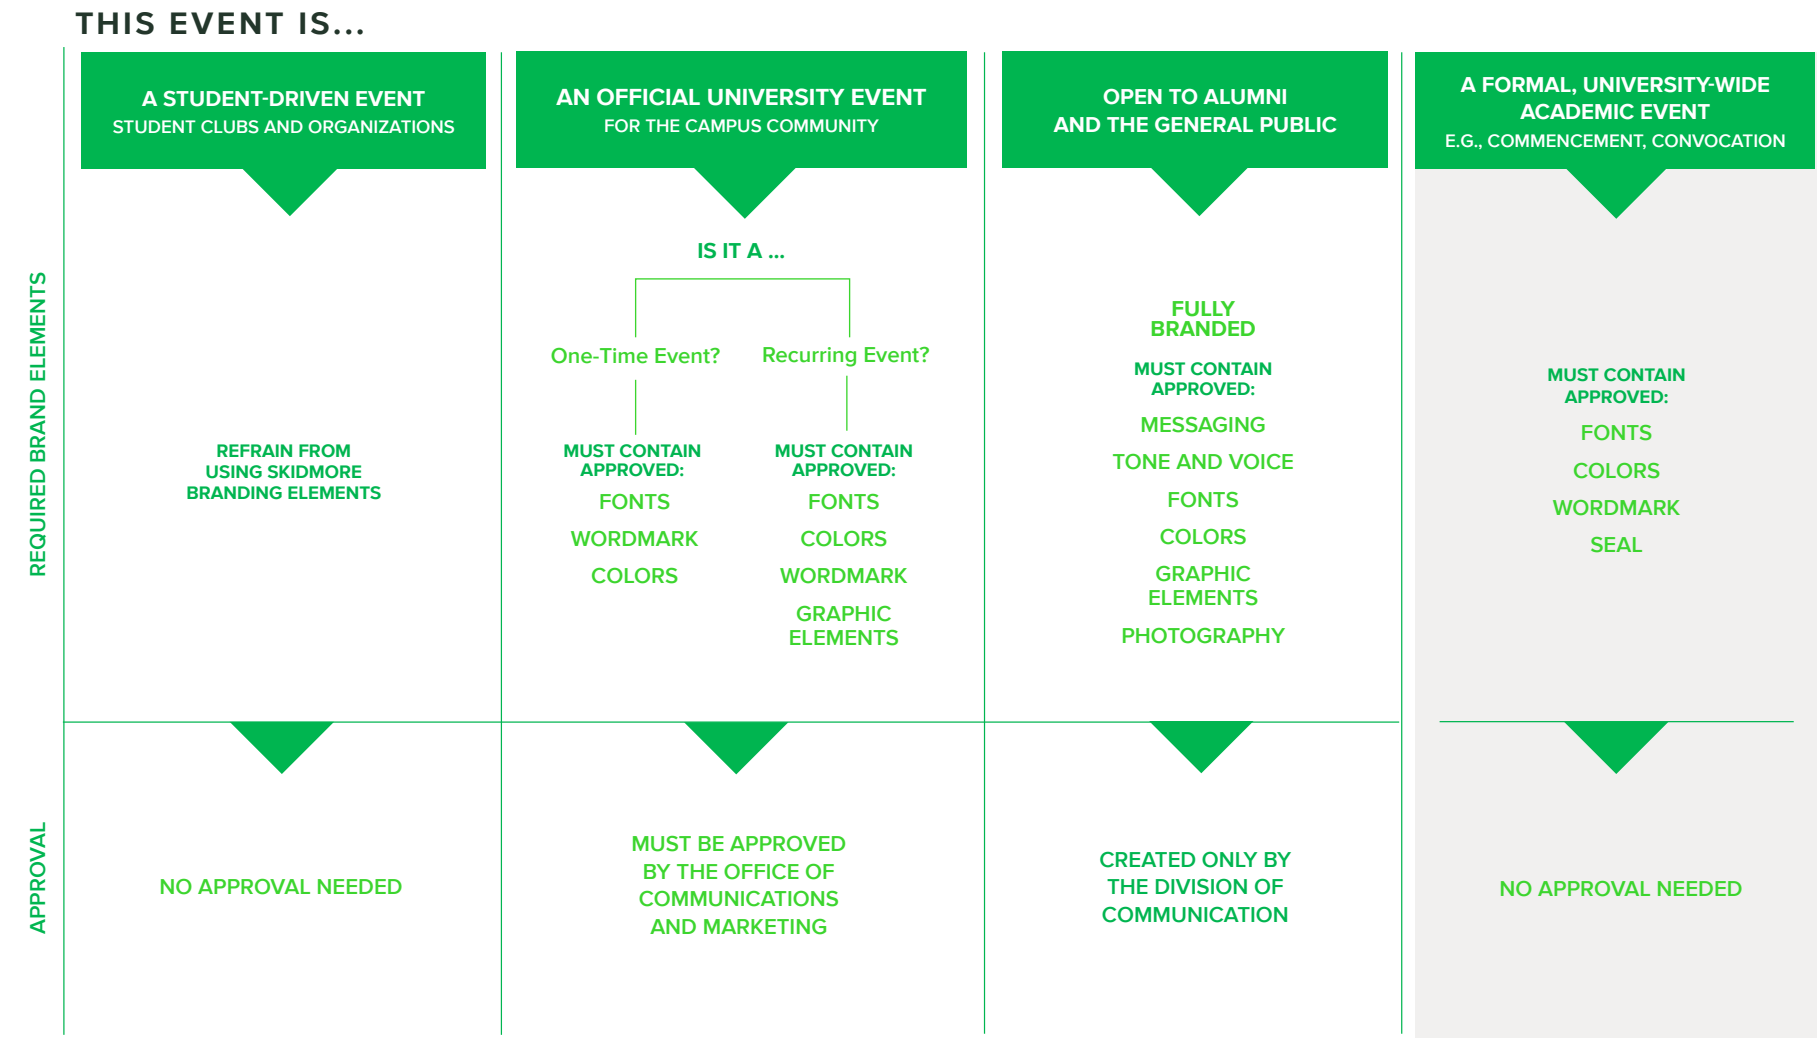 THIS EVENT IS...
A STUDENT-DRIVEN EVENT
STUDENT CLUBS AND ORGANIZATIONS
AN OFFICIAL UNIVERSITY EVENT
FOR THE CAMPUS COMMUNITY
OPEN TO ALUMNI
AND THE GENERAL PUBLIC
A FORMAL, UNIVERSITY-WIDE
ACADEMIC EVENT
E.G., COMMENCEMENT, CONVOCATION
REQUIRED BRAND ELEMENTS
REFRAIN FROM
USING SKIDMORE
BRANDING ELEMENTS
IS IT A ...
One-Time Event?
MUST CONTAIN
APPROVED:
FONTS
WORDMARK
COLORS
Recurring Event?
MUST CONTAIN
APPROVED:
FONTS
COLORS
WORDMARK
GRAPHIC
ELEMENTS
FULLY
BRANDED
MUST CONTAIN
APPROVED:
MESSAGING
TONE AND VOICE
FONTS
COLORS
GRAPHIC
ELEMENTS
PHOTOGRAPHY
MUST CONTAIN
APPROVED:
FONTS
COLORS
WORDMARK
SEAL
APPROVAL
NO APPROVAL NEEDED
MUST BE APPROVED
BY THE OFFICE OF
COMMUNICATIONS
AND MARKETING
CREATED ONLY BY
THE DIVISION OF
COMMUNICATION
NO APPROVAL NEEDED